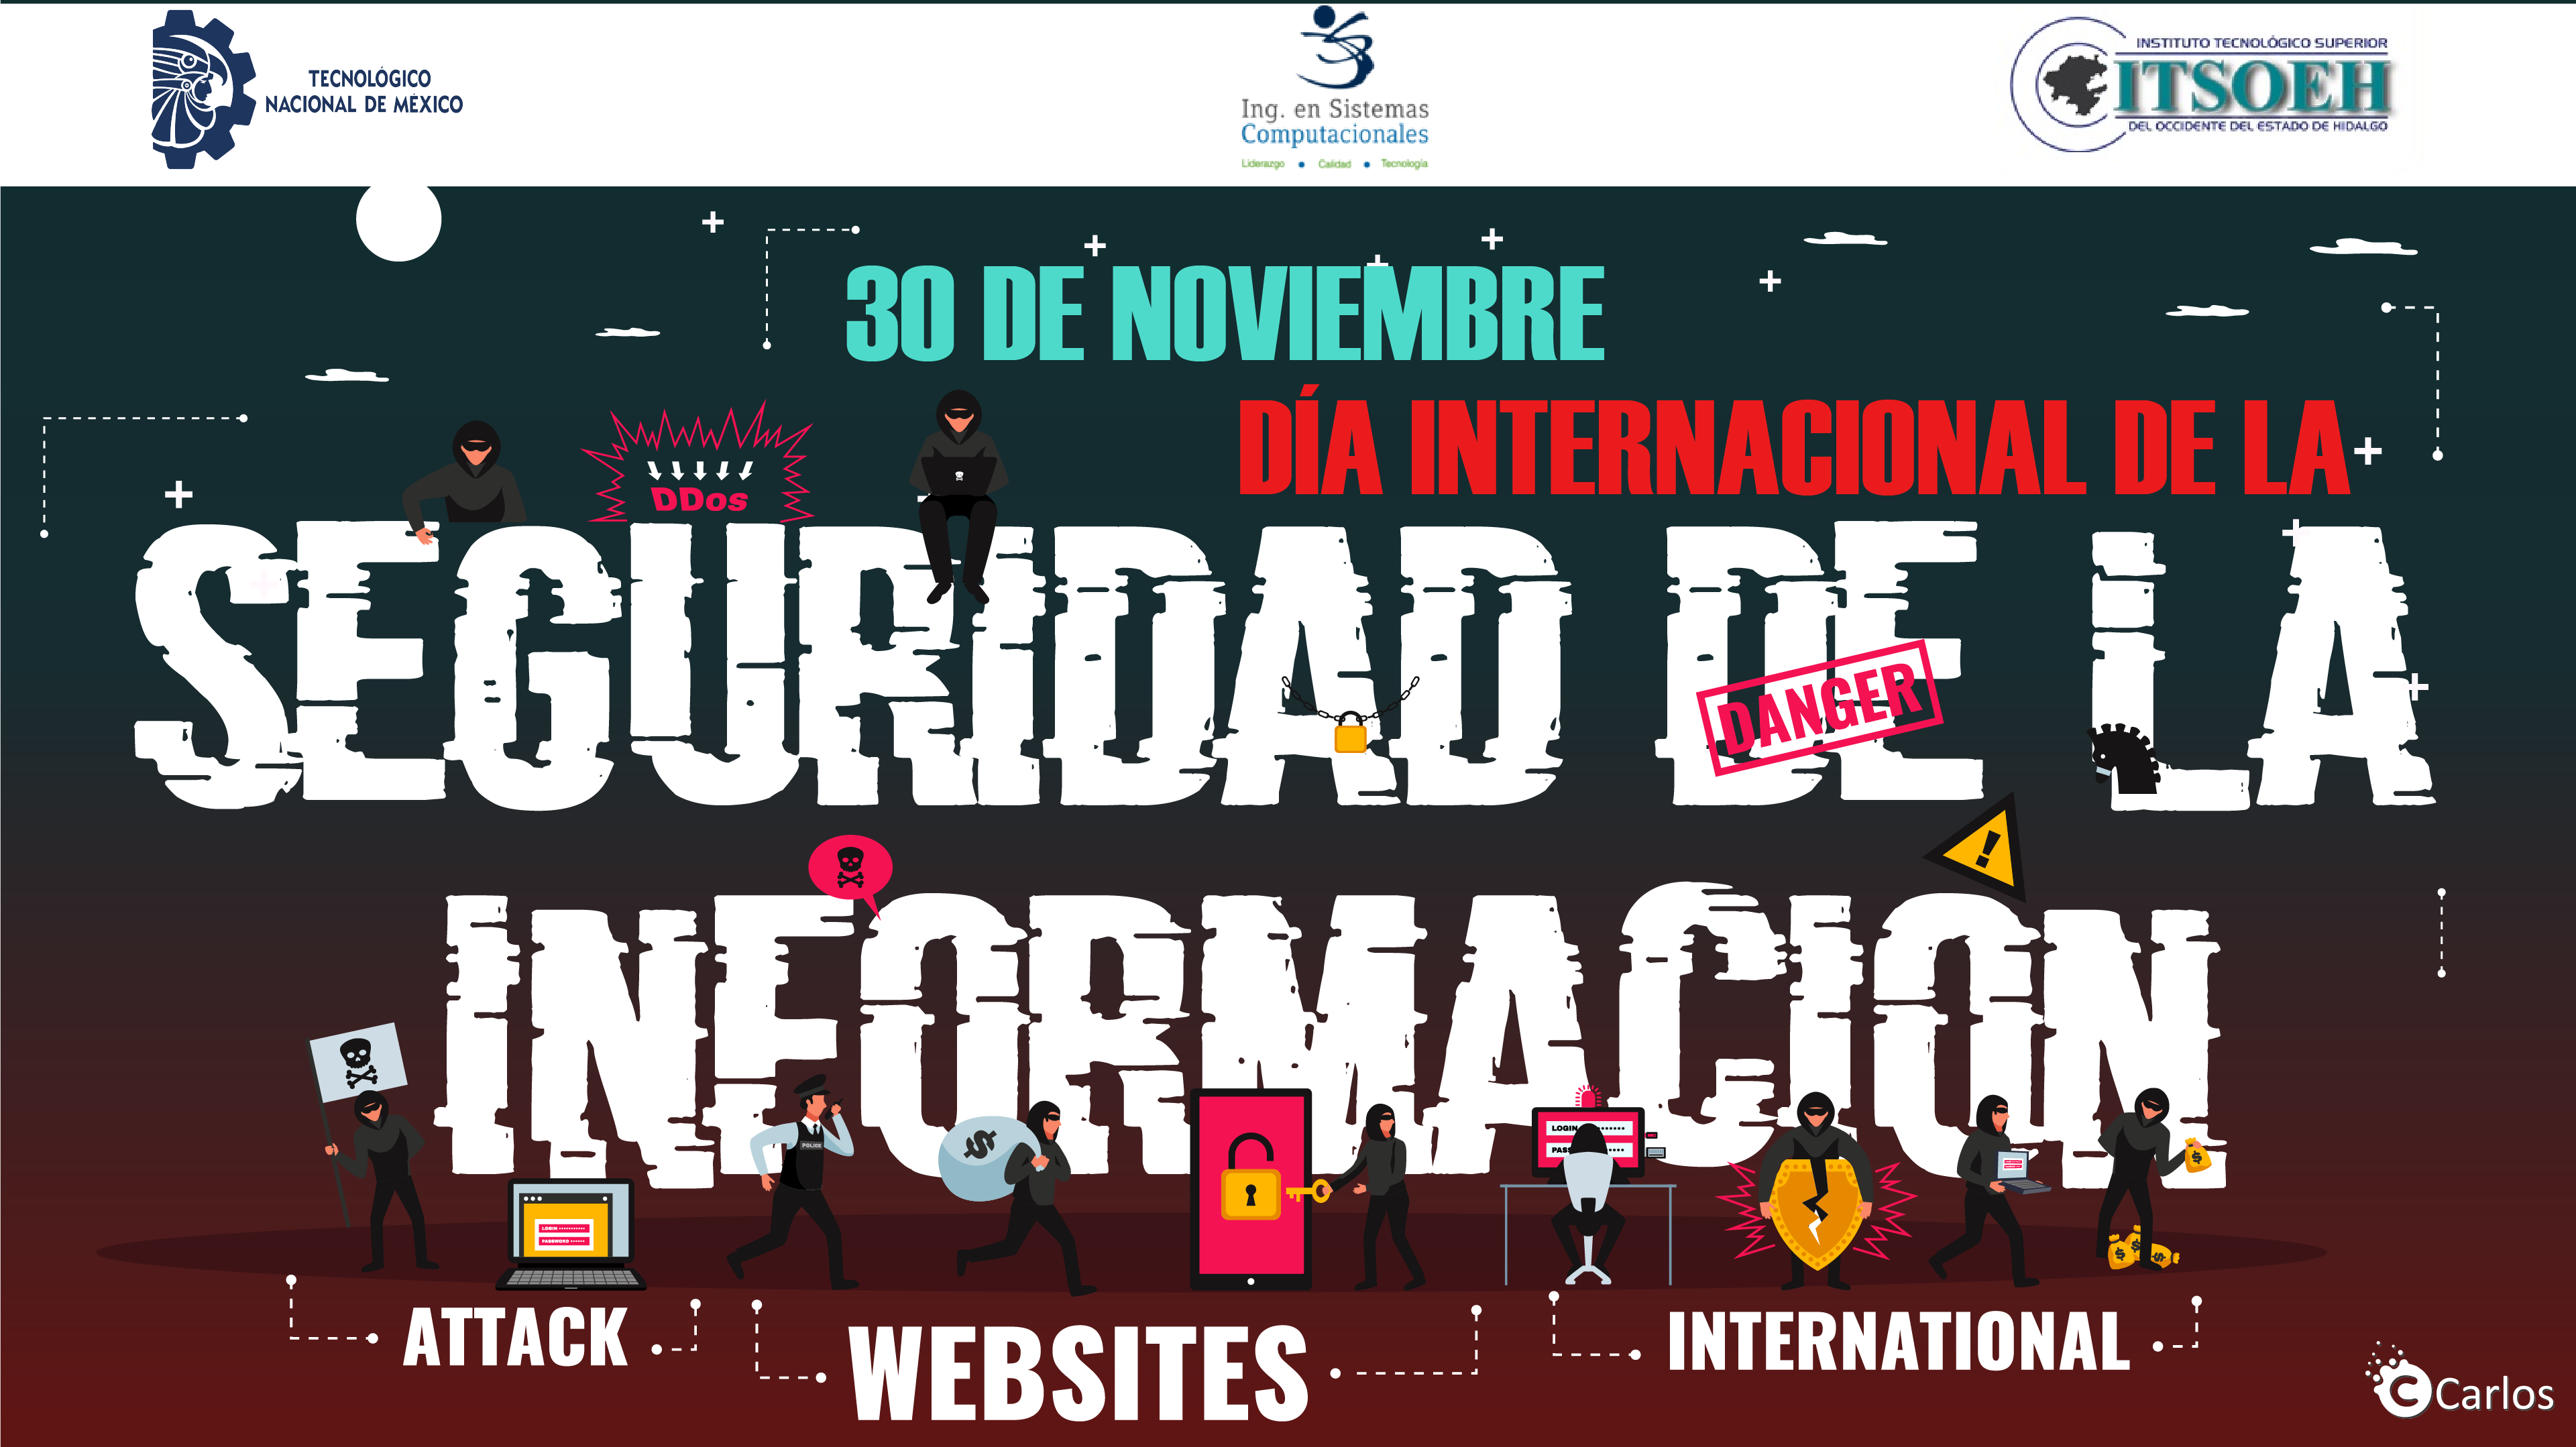 TECNOLÓGICO
NACIONAL DE MÉXICO
Ing. en Sistemas
Computacionales
Liderazgo • Calidad • Tecnología
INSTITUTO TECNOLÓGICO SUPERIOR
ITSOEH
DEL OCCIDENTE DEL ESTADO DE HIDALGO
30 DE NOVIEMBRE
DÍA INTERNACIONAL DE LA
DDos
SEGURIDAD DE LA
DANGER
INFORMACION
POLICE
LOGIN
PASS
LOGIN
PASSWORD
ATTACK
WEBSITES
INTERNATIONAL
C Carlos